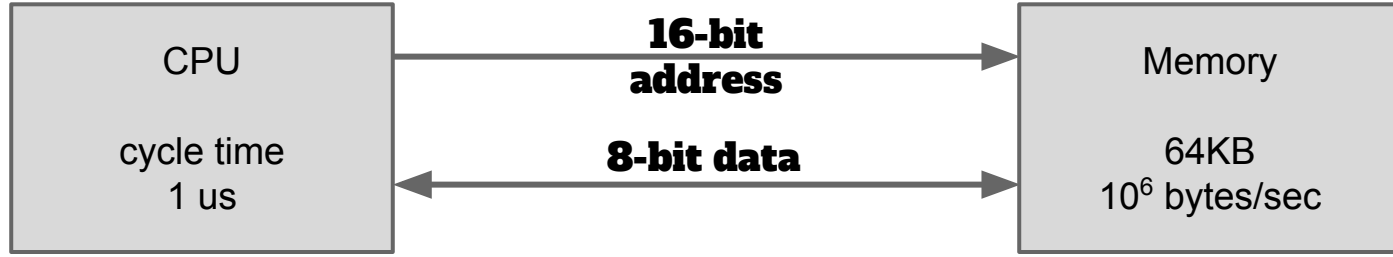 CPU
cycle time
1 us
16-bit
address
8-bit data
Memory
64KB
10⁶ bytes/sec